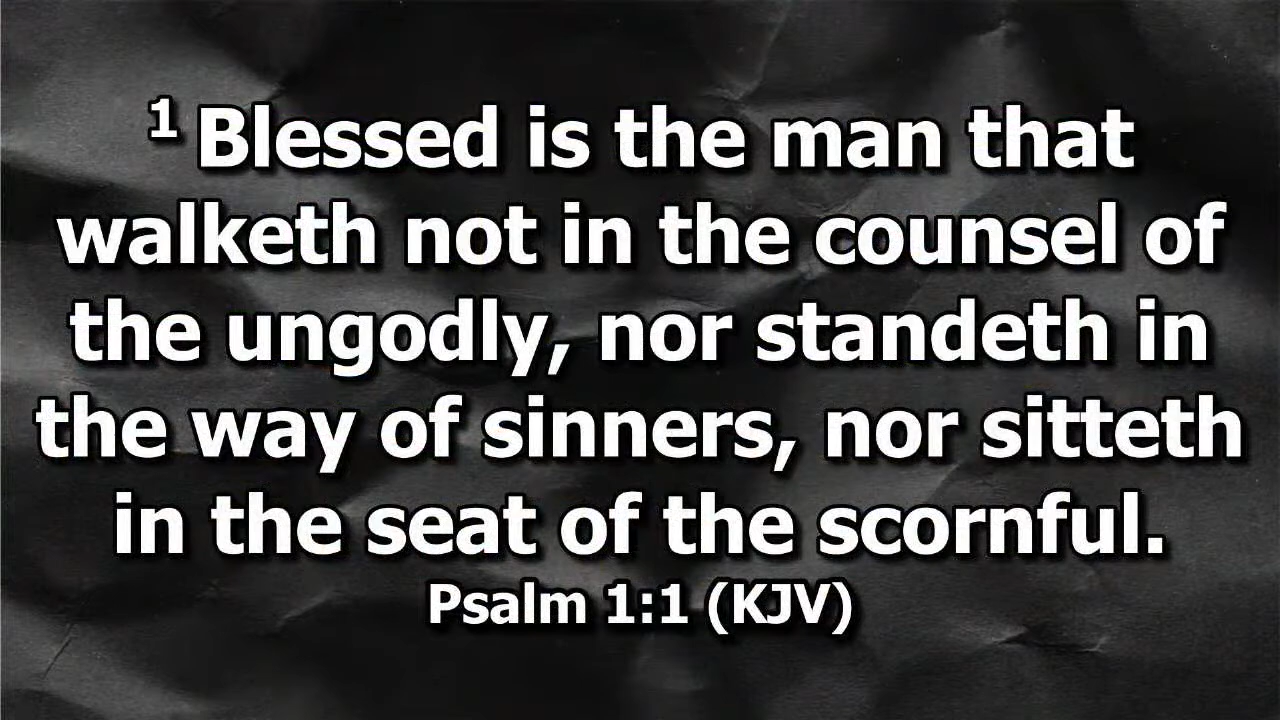 ¹ Blessed is the man that
walketh not in the counsel of
the ungodly, nor standeth in
the way of sinners, nor sitteth
in the seat of the scornful.
Psalm 1:1 (KJV)